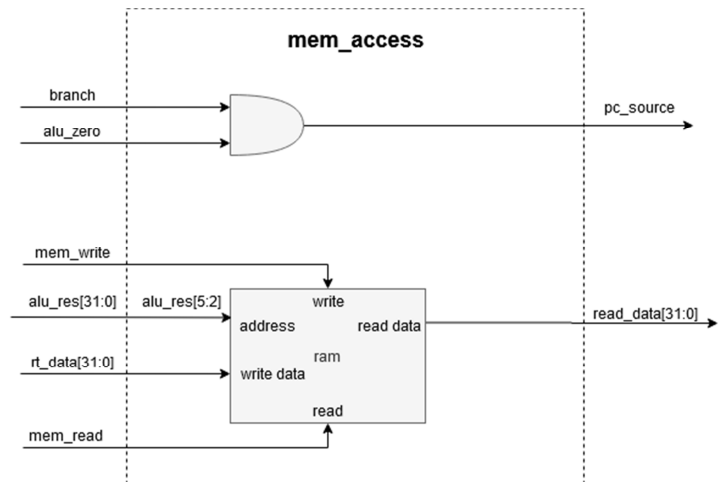 mem_access
branch
pc_source
alu_zero
mem_write
alu_res[31:0]
alu_res[5:2]
write
address
read data
read_data[31:0]
ram
rt_data[31:0]
write data
read
mem_read